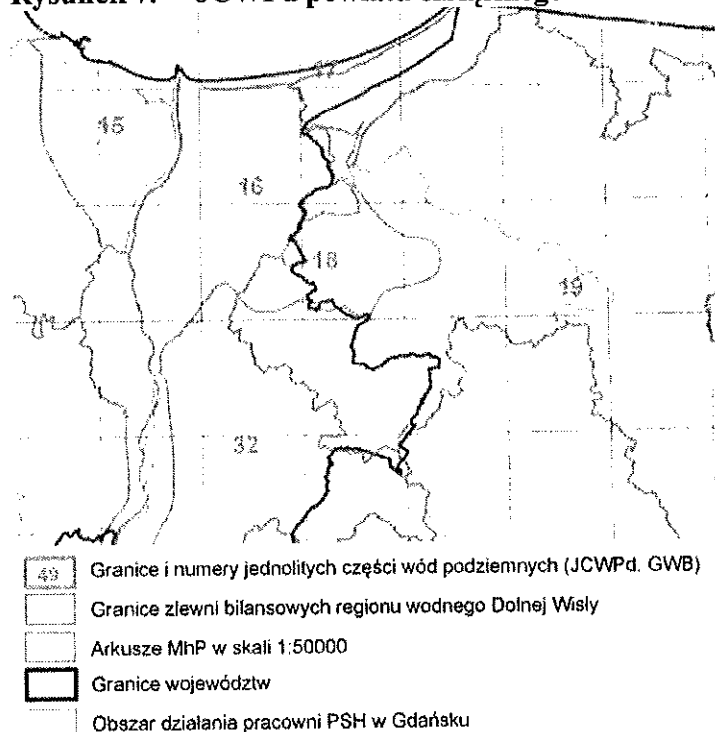 17
15
16
18
19
32
49 Granice i numery jednolitych części wód podziemnych (JCWPd. GWB)
Granice zlewni bilansowych regionu wodnego Dolnej Wisły
Arkusze MhP w skali 1:50000
Granice województw
Obszar działania pracowni PSH w Gdańsku